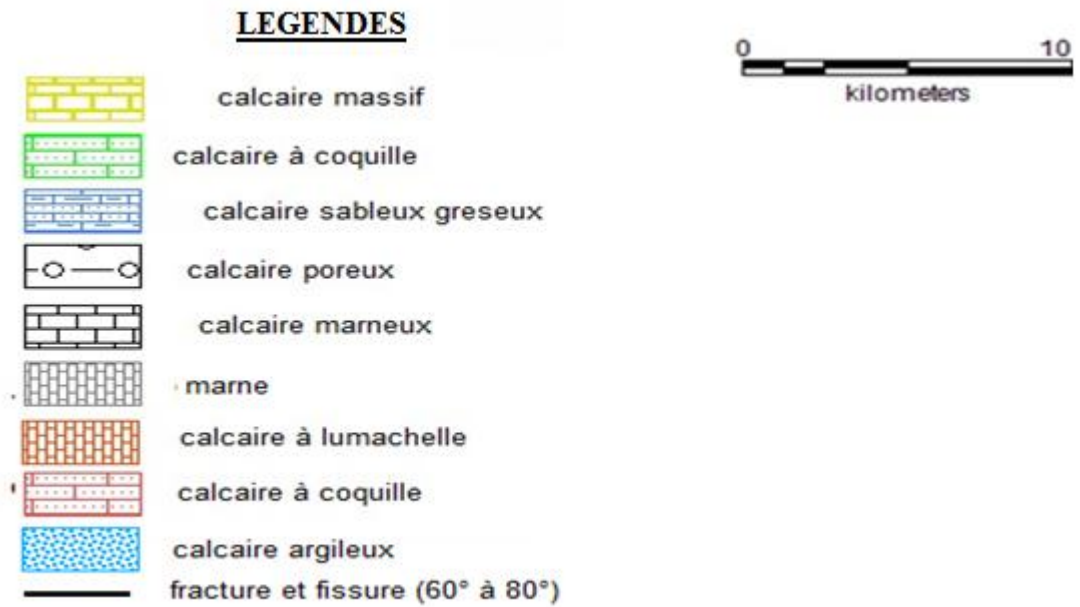 LEGENDES
0 10
kilometers
calcaire massif
calcaire à coquille
calcaire sableux greseux
calcaire poreux
calcaire marneux
marne
calcaire à lumachelle
calcaire à coquille
calcaire argileux
fracture et fissure (60° à 80°)